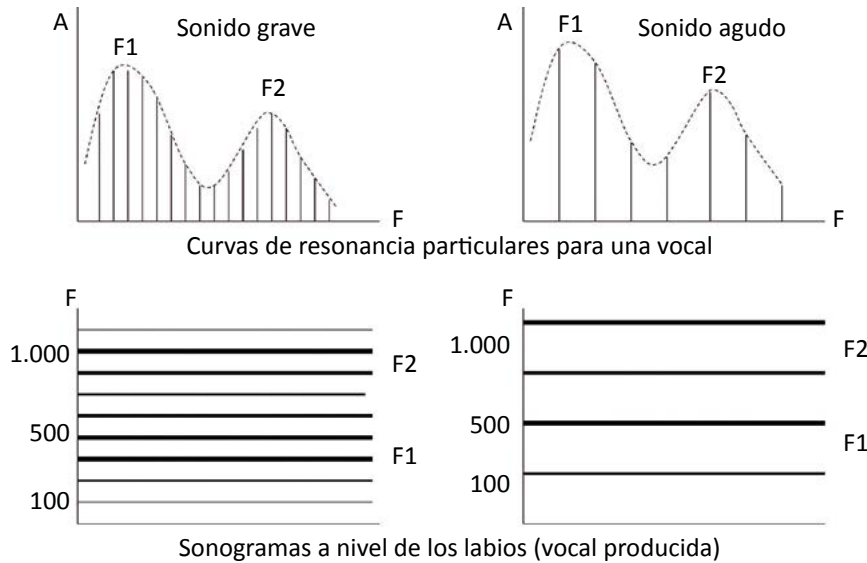 A
Sonido grave
F1
F2
F
A
F1
Sonido agudo
F2
F
Curvas de resonancia particulares para una vocal
F
1.000
F2
500
F1
100
F
1.000
F2
500
F1
100
Sonogramas a nivel de los labios (vocal producida)